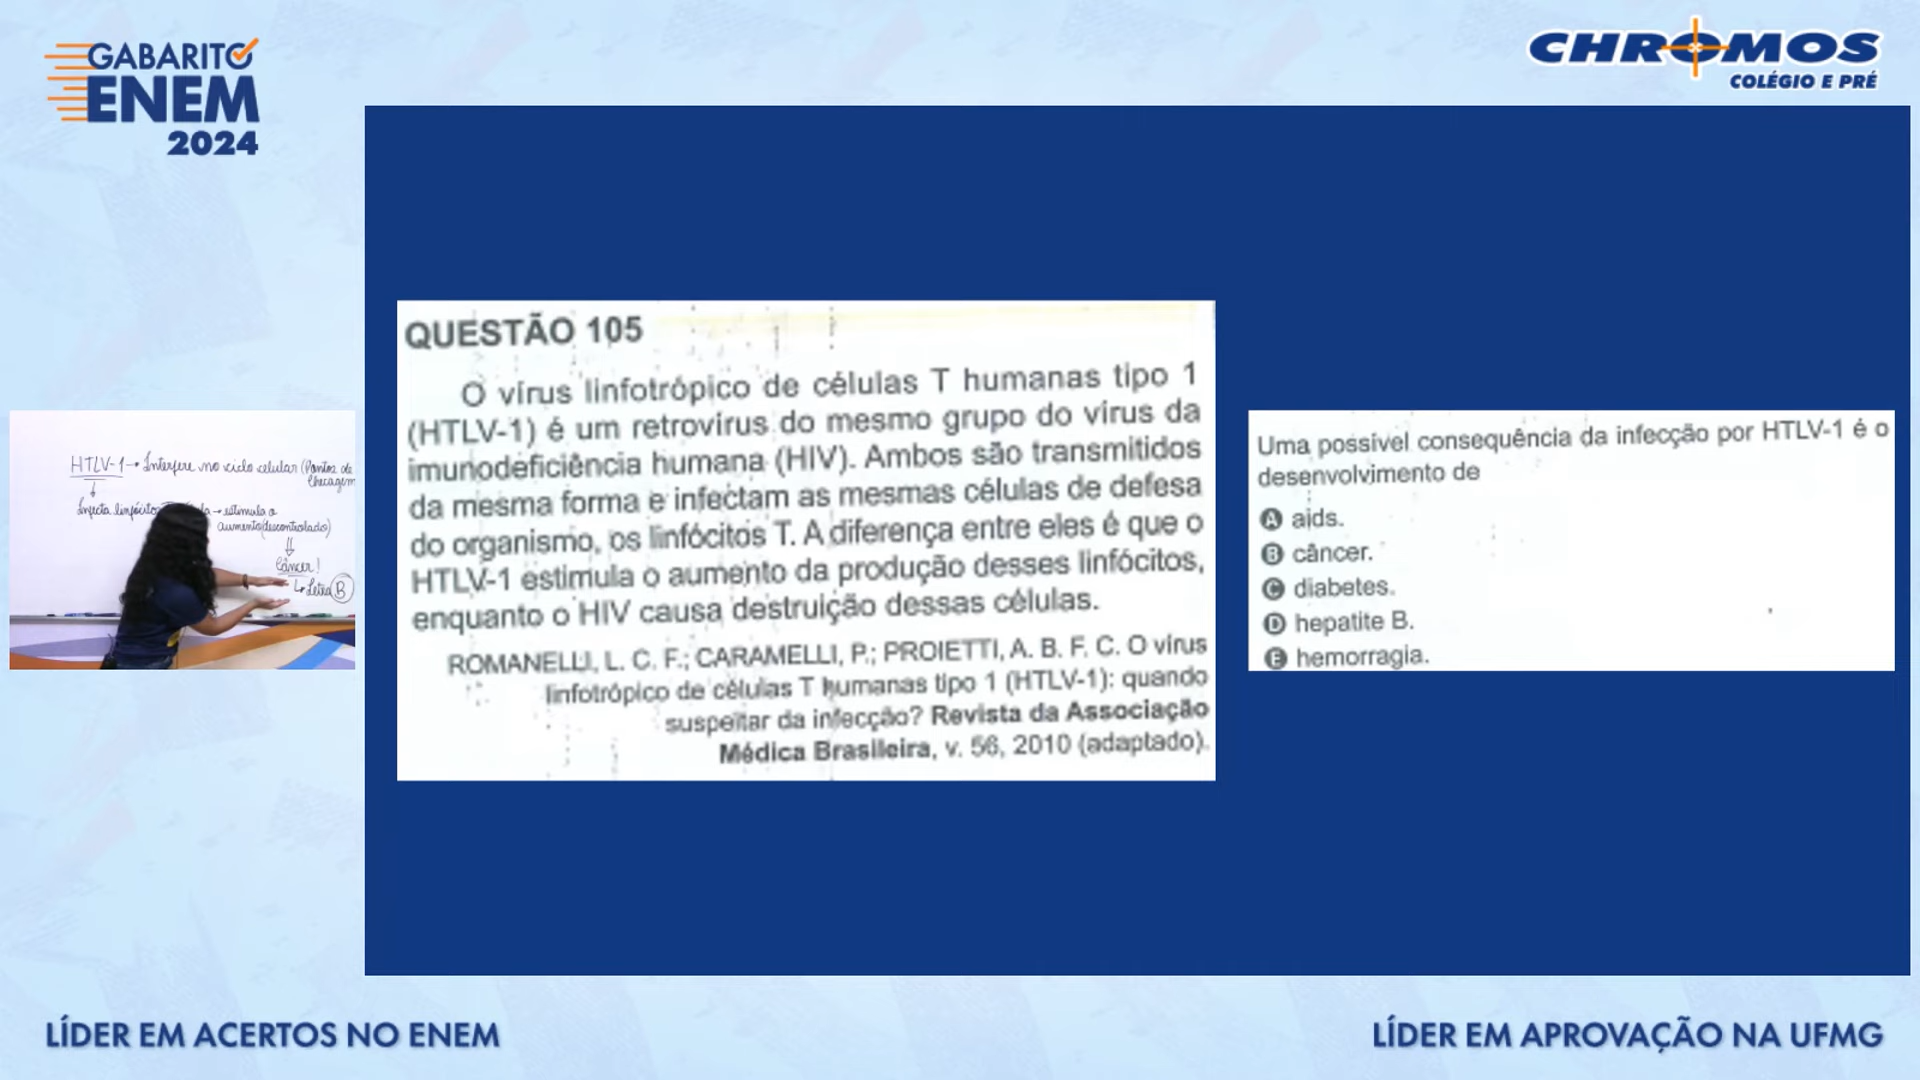 GABARITO
ENEM
2024
CHROMOS
COLÉGIO E PRÉ
HTLV-1 → Interfere no ciclo celular (Pontos de
Checagem
Infecta linfócitos → estimula o
aumento (descontrolado)
Câncer!
Letra B
QUESTÃO 105
O vírus linfotrópico de células T humanas tipo 1
(HTLV-1) é um retrovírus do mesmo grupo do vírus da
imunodeficiência humana (HIV). Ambos são transmitidos
da mesma forma e infectam as mesmas células de defesa
do organismo, os linfócitos T. A diferença entre eles é que o
HTLV-1 estimula o aumento da produção desses linfócitos,
enquanto o HIV causa destruição dessas células.
ROMANELLI, L. C. F.; CARAMELLI, P.; PROIETTI, A. B. F. C. O vírus
linfotrópico de células T humanas tipo 1 (HTLV-1): quando
suspeitar da infecção? Revista da Associação
Médica Brasileira, v. 56, 2010 (adaptado).
Uma possível consequência da infecção por HTLV-1 é o
desenvolvimento de
A aids.
B câncer.
C diabetes.
D hepatite B.
E hemorragia.
LÍDER EM ACERTOS NO ENEM
LÍDER EM APROVAÇÃO NA UFMG